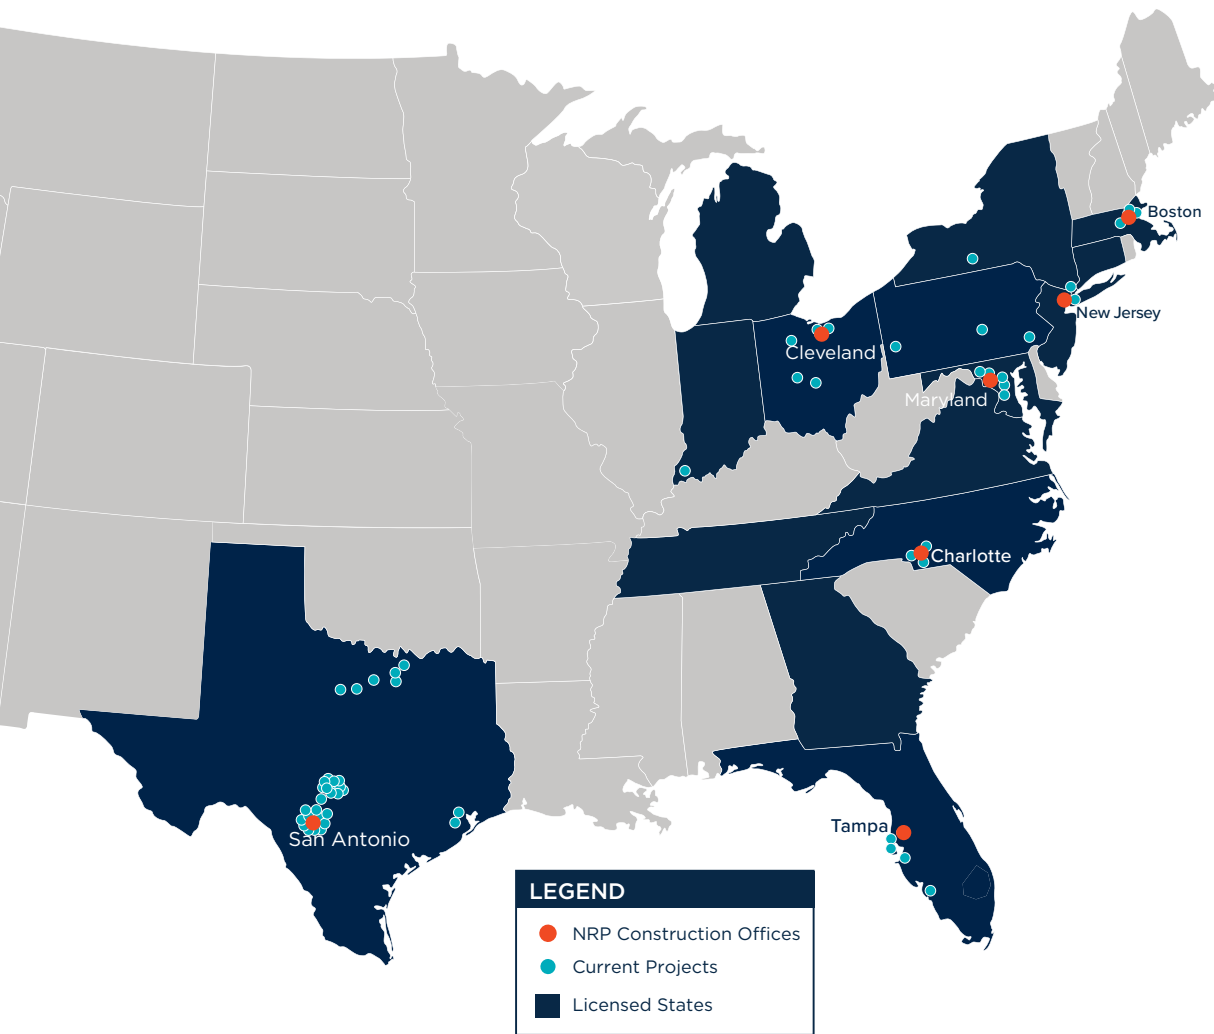 Boston
New Jersey
Cleveland
Maryland
Charlotte
Tampa
San Antonio
LEGEND
NRP Construction Offices
Current Projects
Licensed States